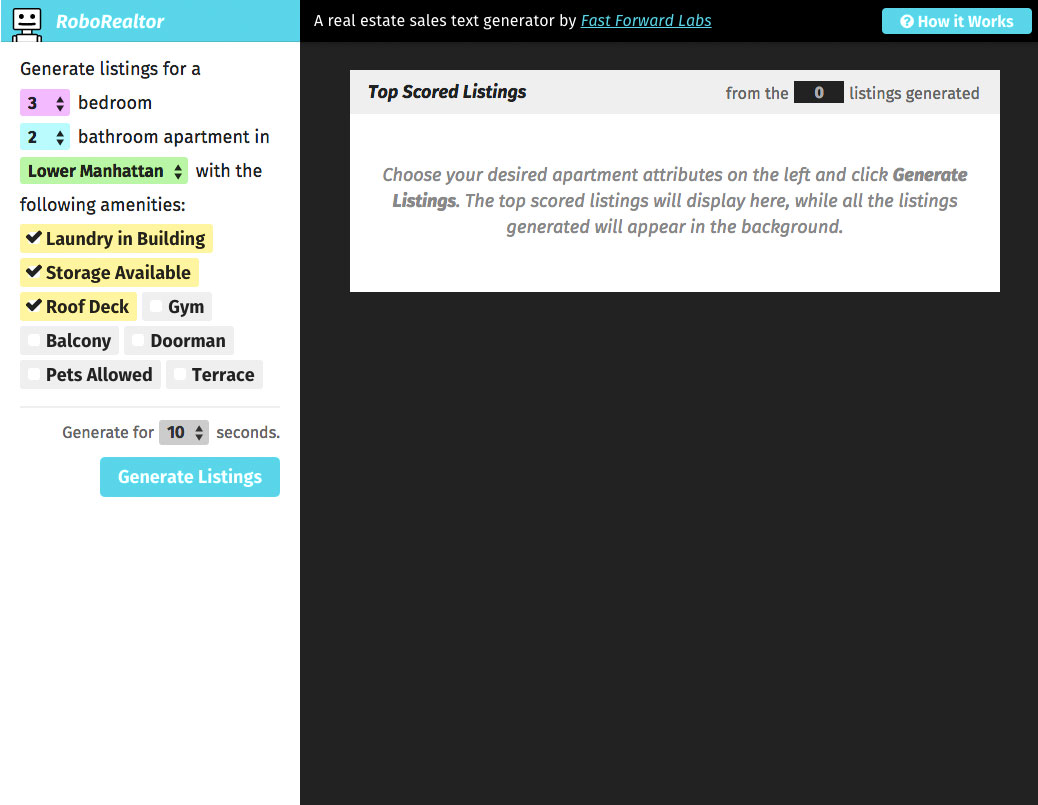 RoboRealtor
A real estate sales text generator by Fast Forward Labs
How it Works
Generate listings for a
3 bedroom
2 bathroom apartment in
Lower Manhattan with the
following amenities:
Laundry in Building
Storage Available
Roof Deck Gym
Balcony Doorman
Pets Allowed Terrace
Generate for 10 seconds.
Generate Listings
Top Scored Listings from the 0 listings generated
Choose your desired apartment attributes on the left and click Generate
Listings. The top scored listings will display here, while all the listings
generated will appear in the background.